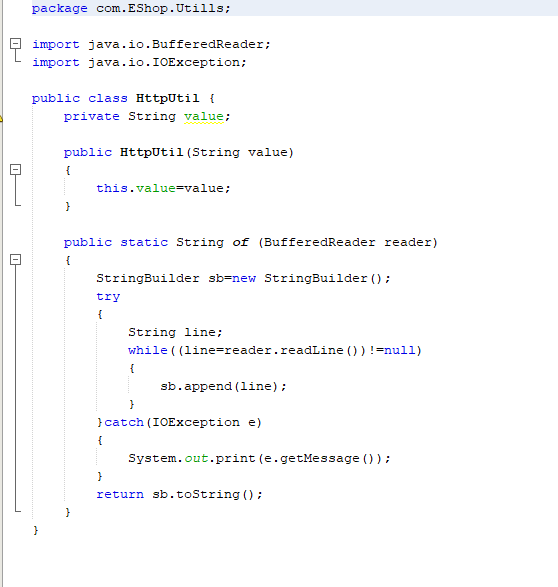 package com.EShop.Utills;
import java.io.BufferedReader;
import java.io.IOException;
public class HttpUtil {
private String value;
public HttpUtil(String value)
{
this.value=value;
}
public static String of (BufferedReader reader)
{
StringBuilder sb=new StringBuilder();
try
{
String line;
while((line=reader.readLine())!=null)
{
sb.append(line);
}
}catch(IOException e)
{
System.out.print(e.getMessage());
}
return sb.toString();
}
}